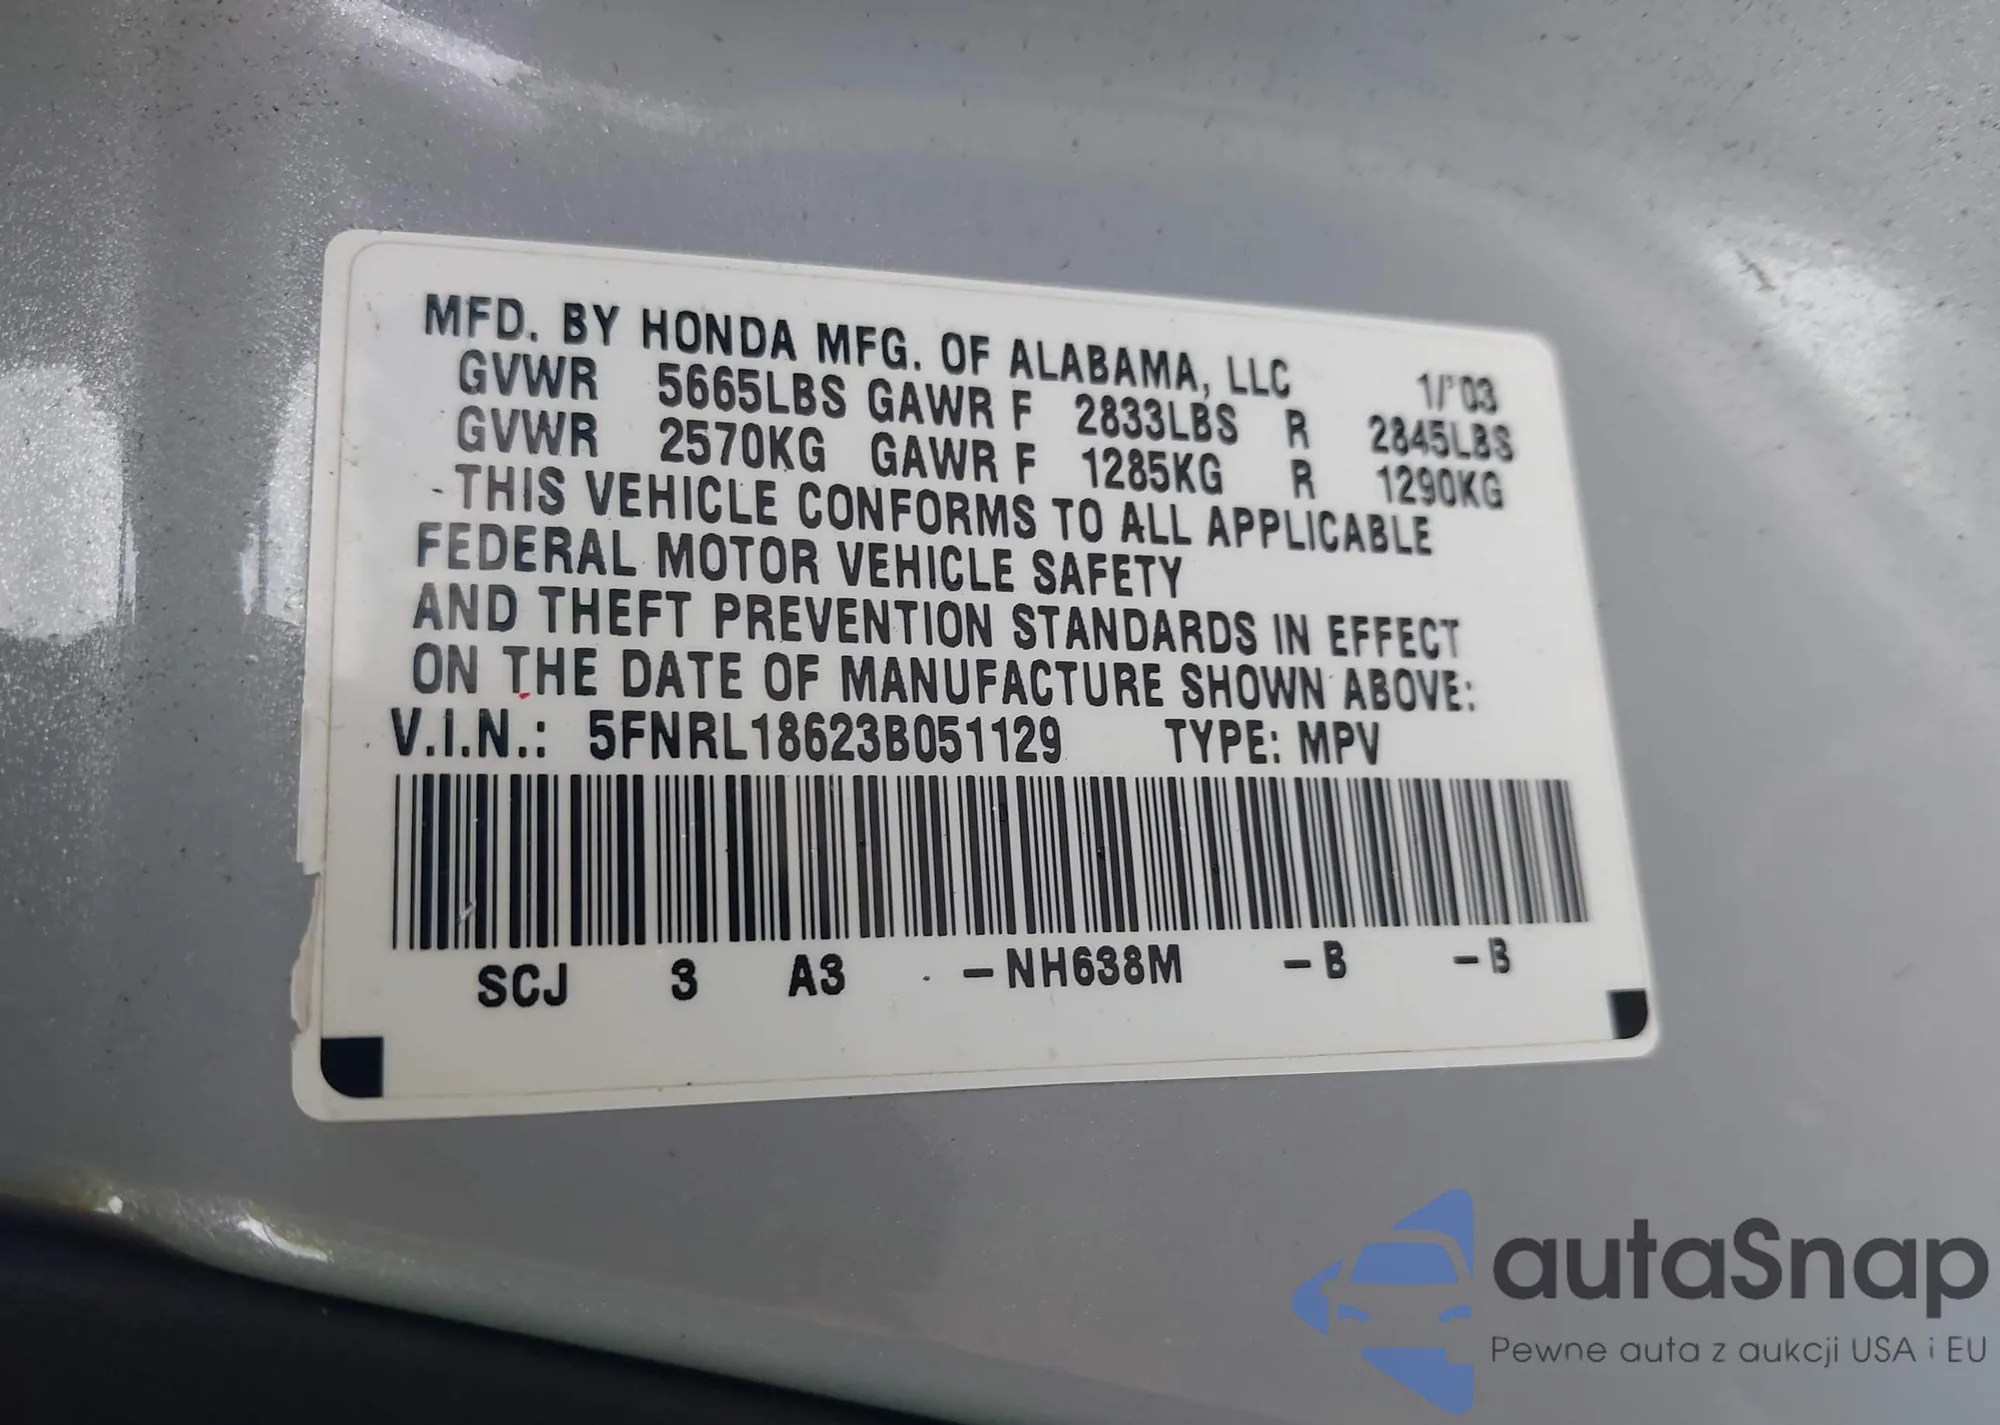 MFD. BY HONDA MFG. OF ALABAMA, LLC 1/'03
GVWR 5665LBS GAWR F 2833LBS R 2845LBS
GVWR 2570KG GAWR F 1285KG R 1290KG
THIS VEHICLE CONFORMS TO ALL APPLICABLE
FEDERAL MOTOR VEHICLE SAFETY
AND THEFT PREVENTION STANDARDS IN EFFECT
ON THE DATE OF MANUFACTURE SHOWN ABOVE:
V.I.N.: 5FNRL18623B051129 TYPE: MPV
SCJ 3 A3 -NH638M -B -B
autaSnap
Pewne auta z aukcji USA i EU